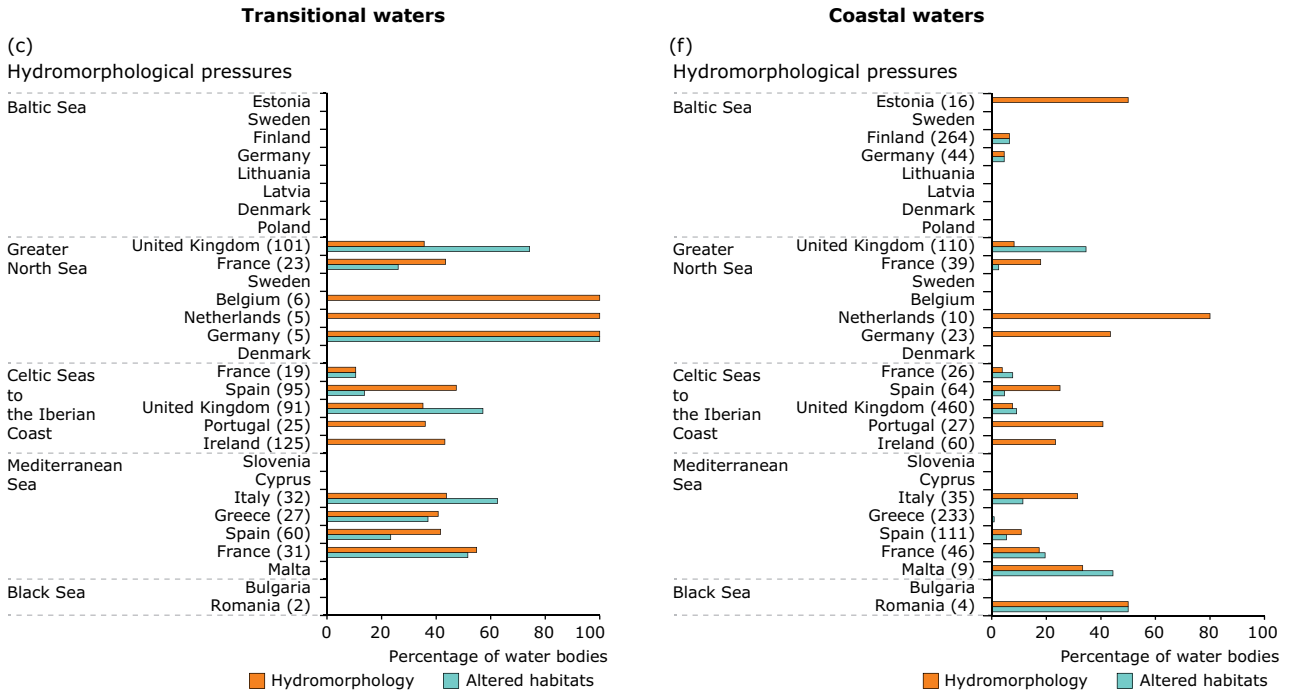 Transitional waters
(c)
Hydromorphological pressures
Baltic Sea
Estonia
Sweden
Finland
Germany
Lithuania
Latvia
Denmark
Poland
Greater
North Sea
United Kingdom (101)
France (23)
Sweden
Belgium (6)
Netherlands (5)
Germany (5)
Denmark
Celtic Seas
to
the Iberian
Coast
France (19)
Spain (95)
United Kingdom (91)
Portugal (25)
Ireland (125)
Mediterranean
Sea
Slovenia
Cyprus
Italy (32)
Greece (27)
Spain (60)
France (31)
Malta
Black Sea
Bulgaria
Romania (2)
0 20 40 60 80 100
Percentage of water bodies
Hydromorphology Altered habitats
Coastal waters
(f)
Hydromorphological pressures
Baltic Sea
Estonia (16)
Sweden
Finland (264)
Germany (44)
Lithuania
Latvia
Denmark
Poland
Greater
North Sea
United Kingdom (110)
France (39)
Sweden
Belgium
Netherlands (10)
Germany (23)
Denmark
Celtic Seas
to
the Iberian
Coast
France (26)
Spain (64)
United Kingdom (460)
Portugal (27)
Ireland (60)
Mediterranean
Sea
Slovenia
Cyprus
Italy (35)
Greece (233)
Spain (111)
France (46)
Malta (9)
Black Sea
Bulgaria
Romania (4)
0 20 40 60 80 100
Percentage of water bodies
Hydromorphology Altered habitats